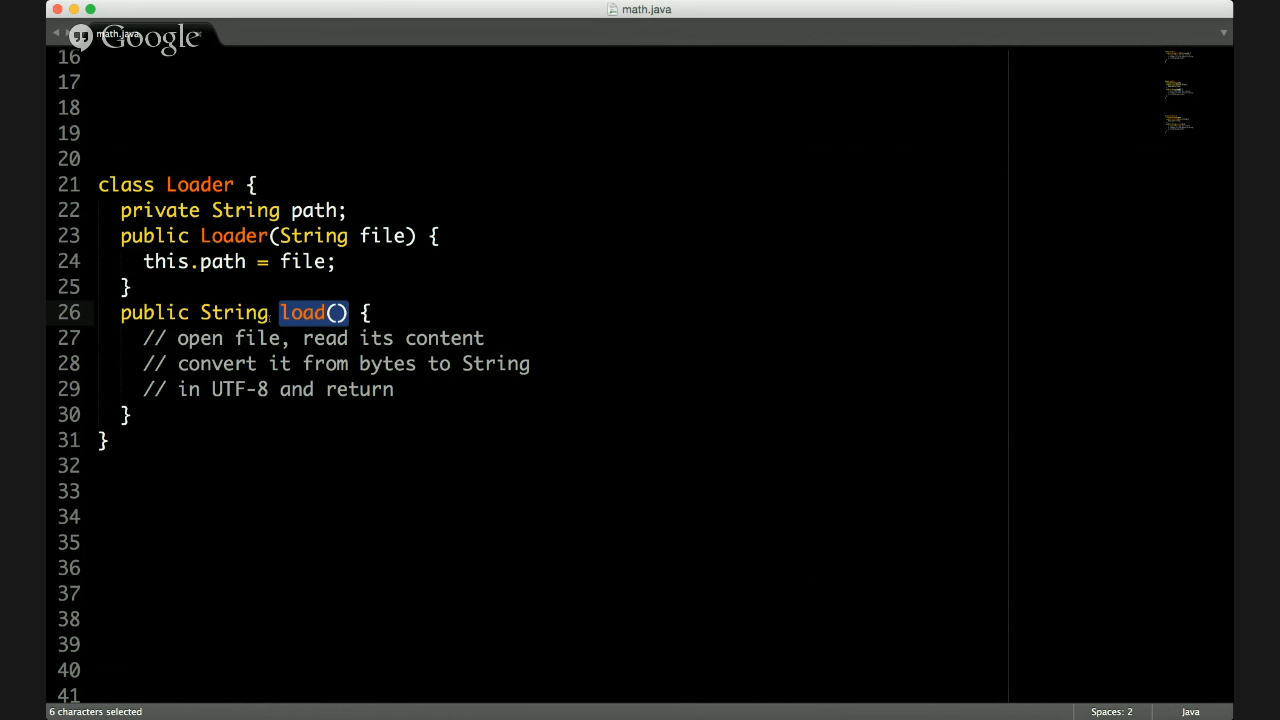 math.java
math.java
Google
16
17
18
19
20
21 class Loader {
22 private String path;
23 public Loader(String file) {
24 this.path = file;
25 }
26 public String load() {
27 // open file, read its content
28 // convert it from bytes to String
29 // in UTF-8 and return
30 }
31 }
32
33
34
35
36
37
38
39
40
41
6 characters selected
Spaces: 2
Java